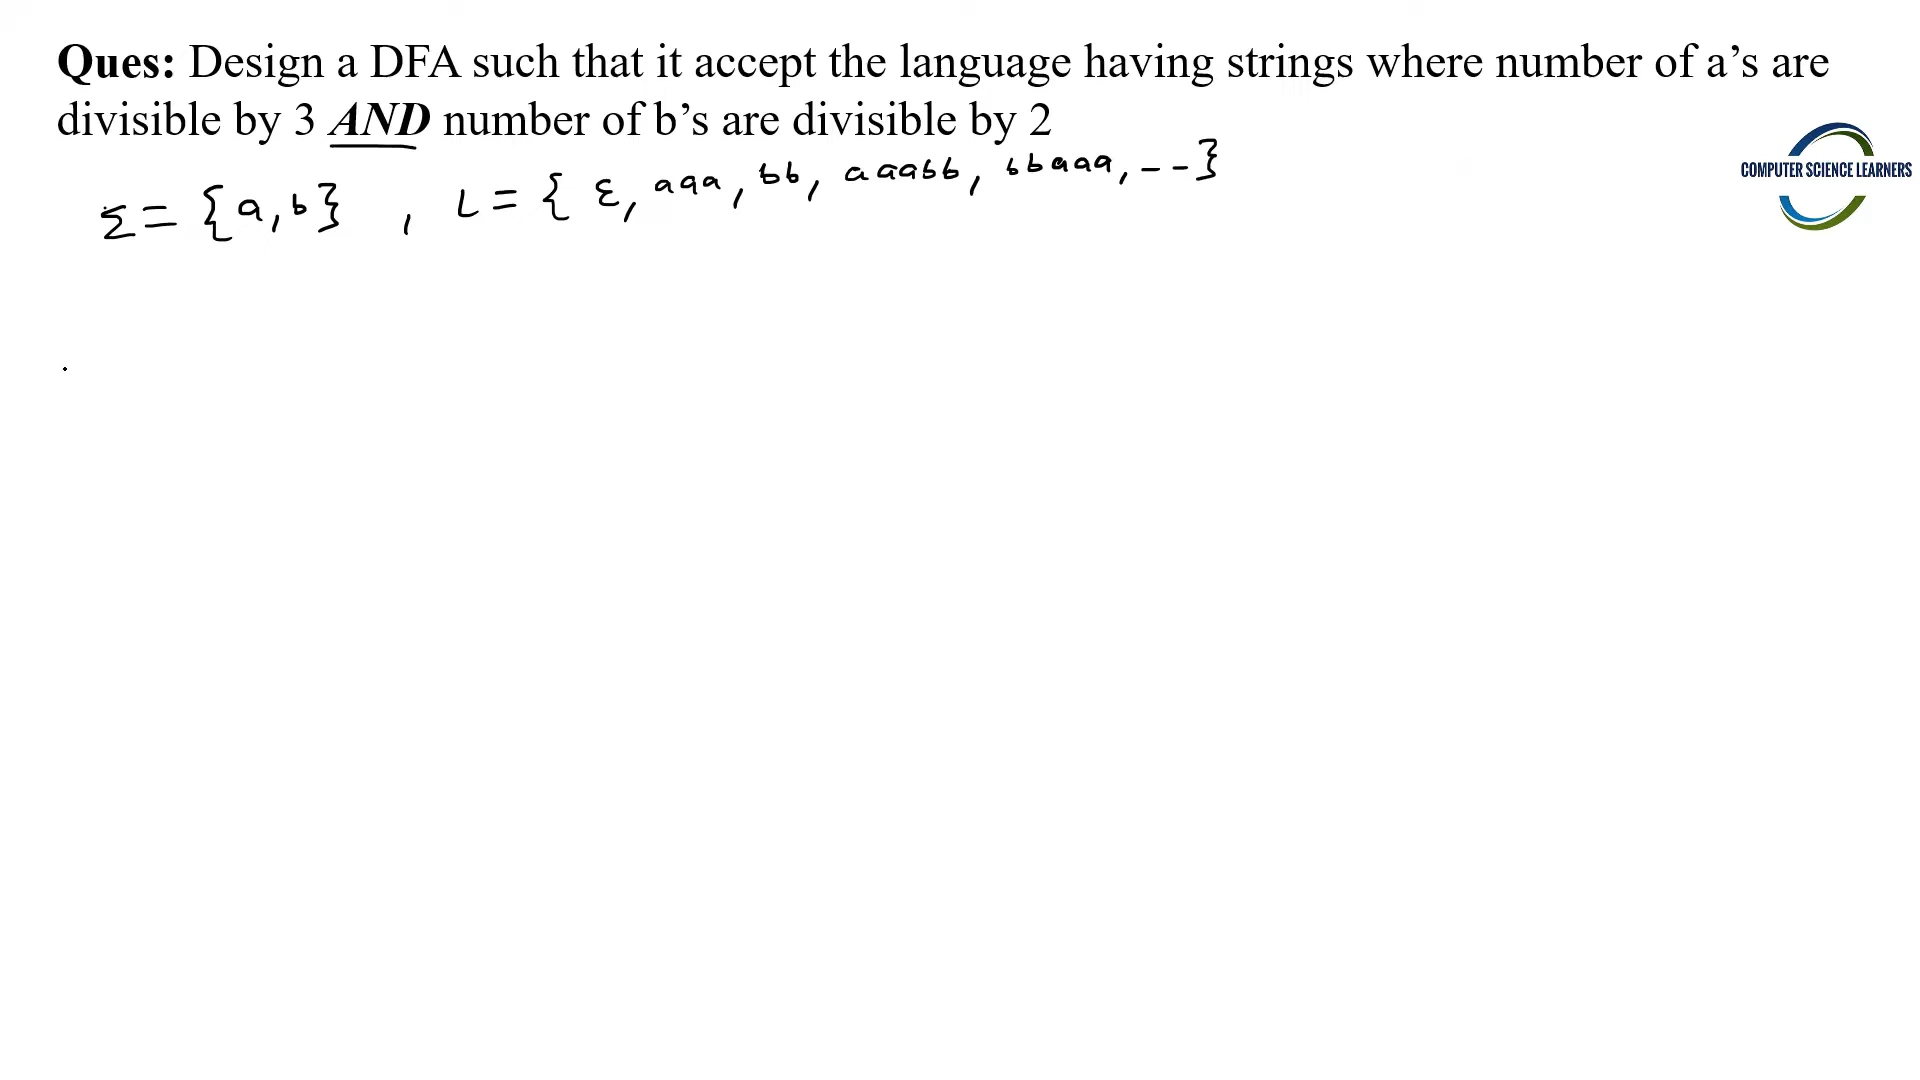 Ques: Design a DFA such that it accept the language having strings where number of a’s are
divisible by 3 AND number of b’s are divisible by 2
COMPUTER SCIENCE LEARNERS
Σ = {a, b} , L = { ε, aaa, bb, aaabb, bbaaa, - - }